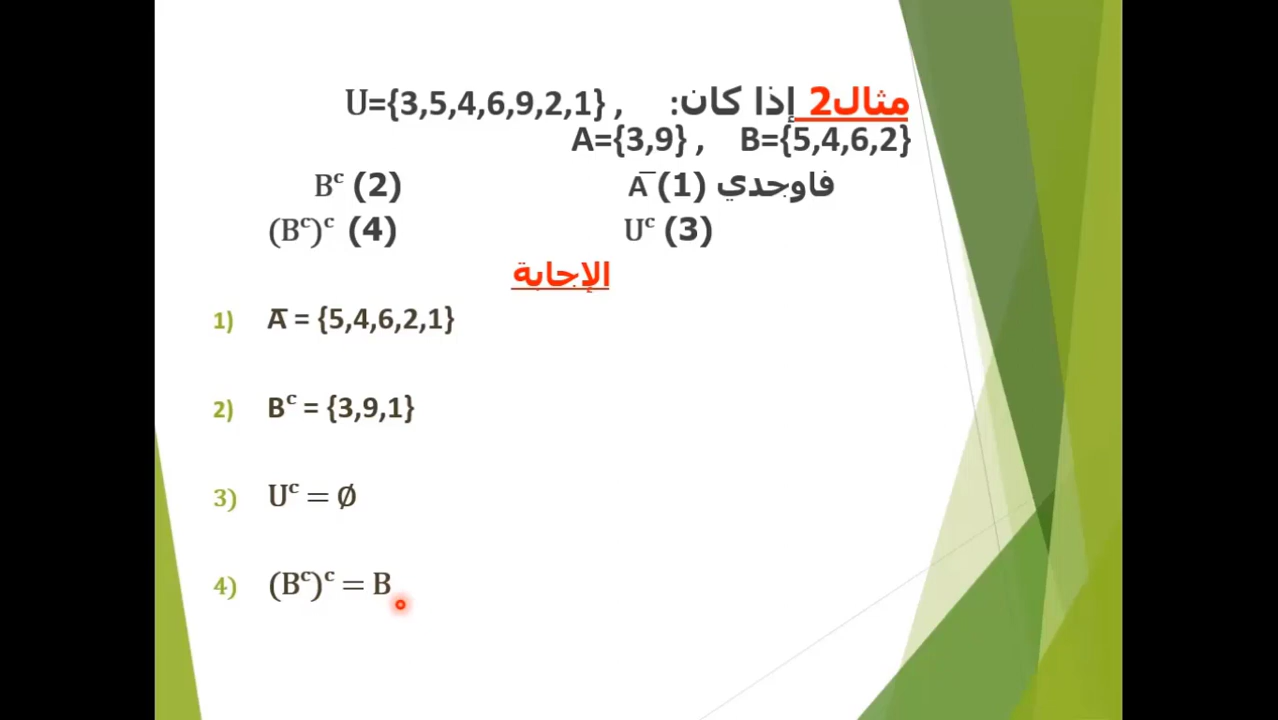 مثال2 إذا كان: U={3,5,4,6,9,2,1} ,
A={3,9} , B={5,4,6,2}
فاوجدي (1) A̅ (2) Bᶜ
(3) Uᶜ (4) (Bᶜ)ᶜ
الإجابة
1) A̅ = {5,4,6,2,1}
2) Bᶜ = {3,9,1}
3) Uᶜ = ∅
4) (Bᶜ)ᶜ = B